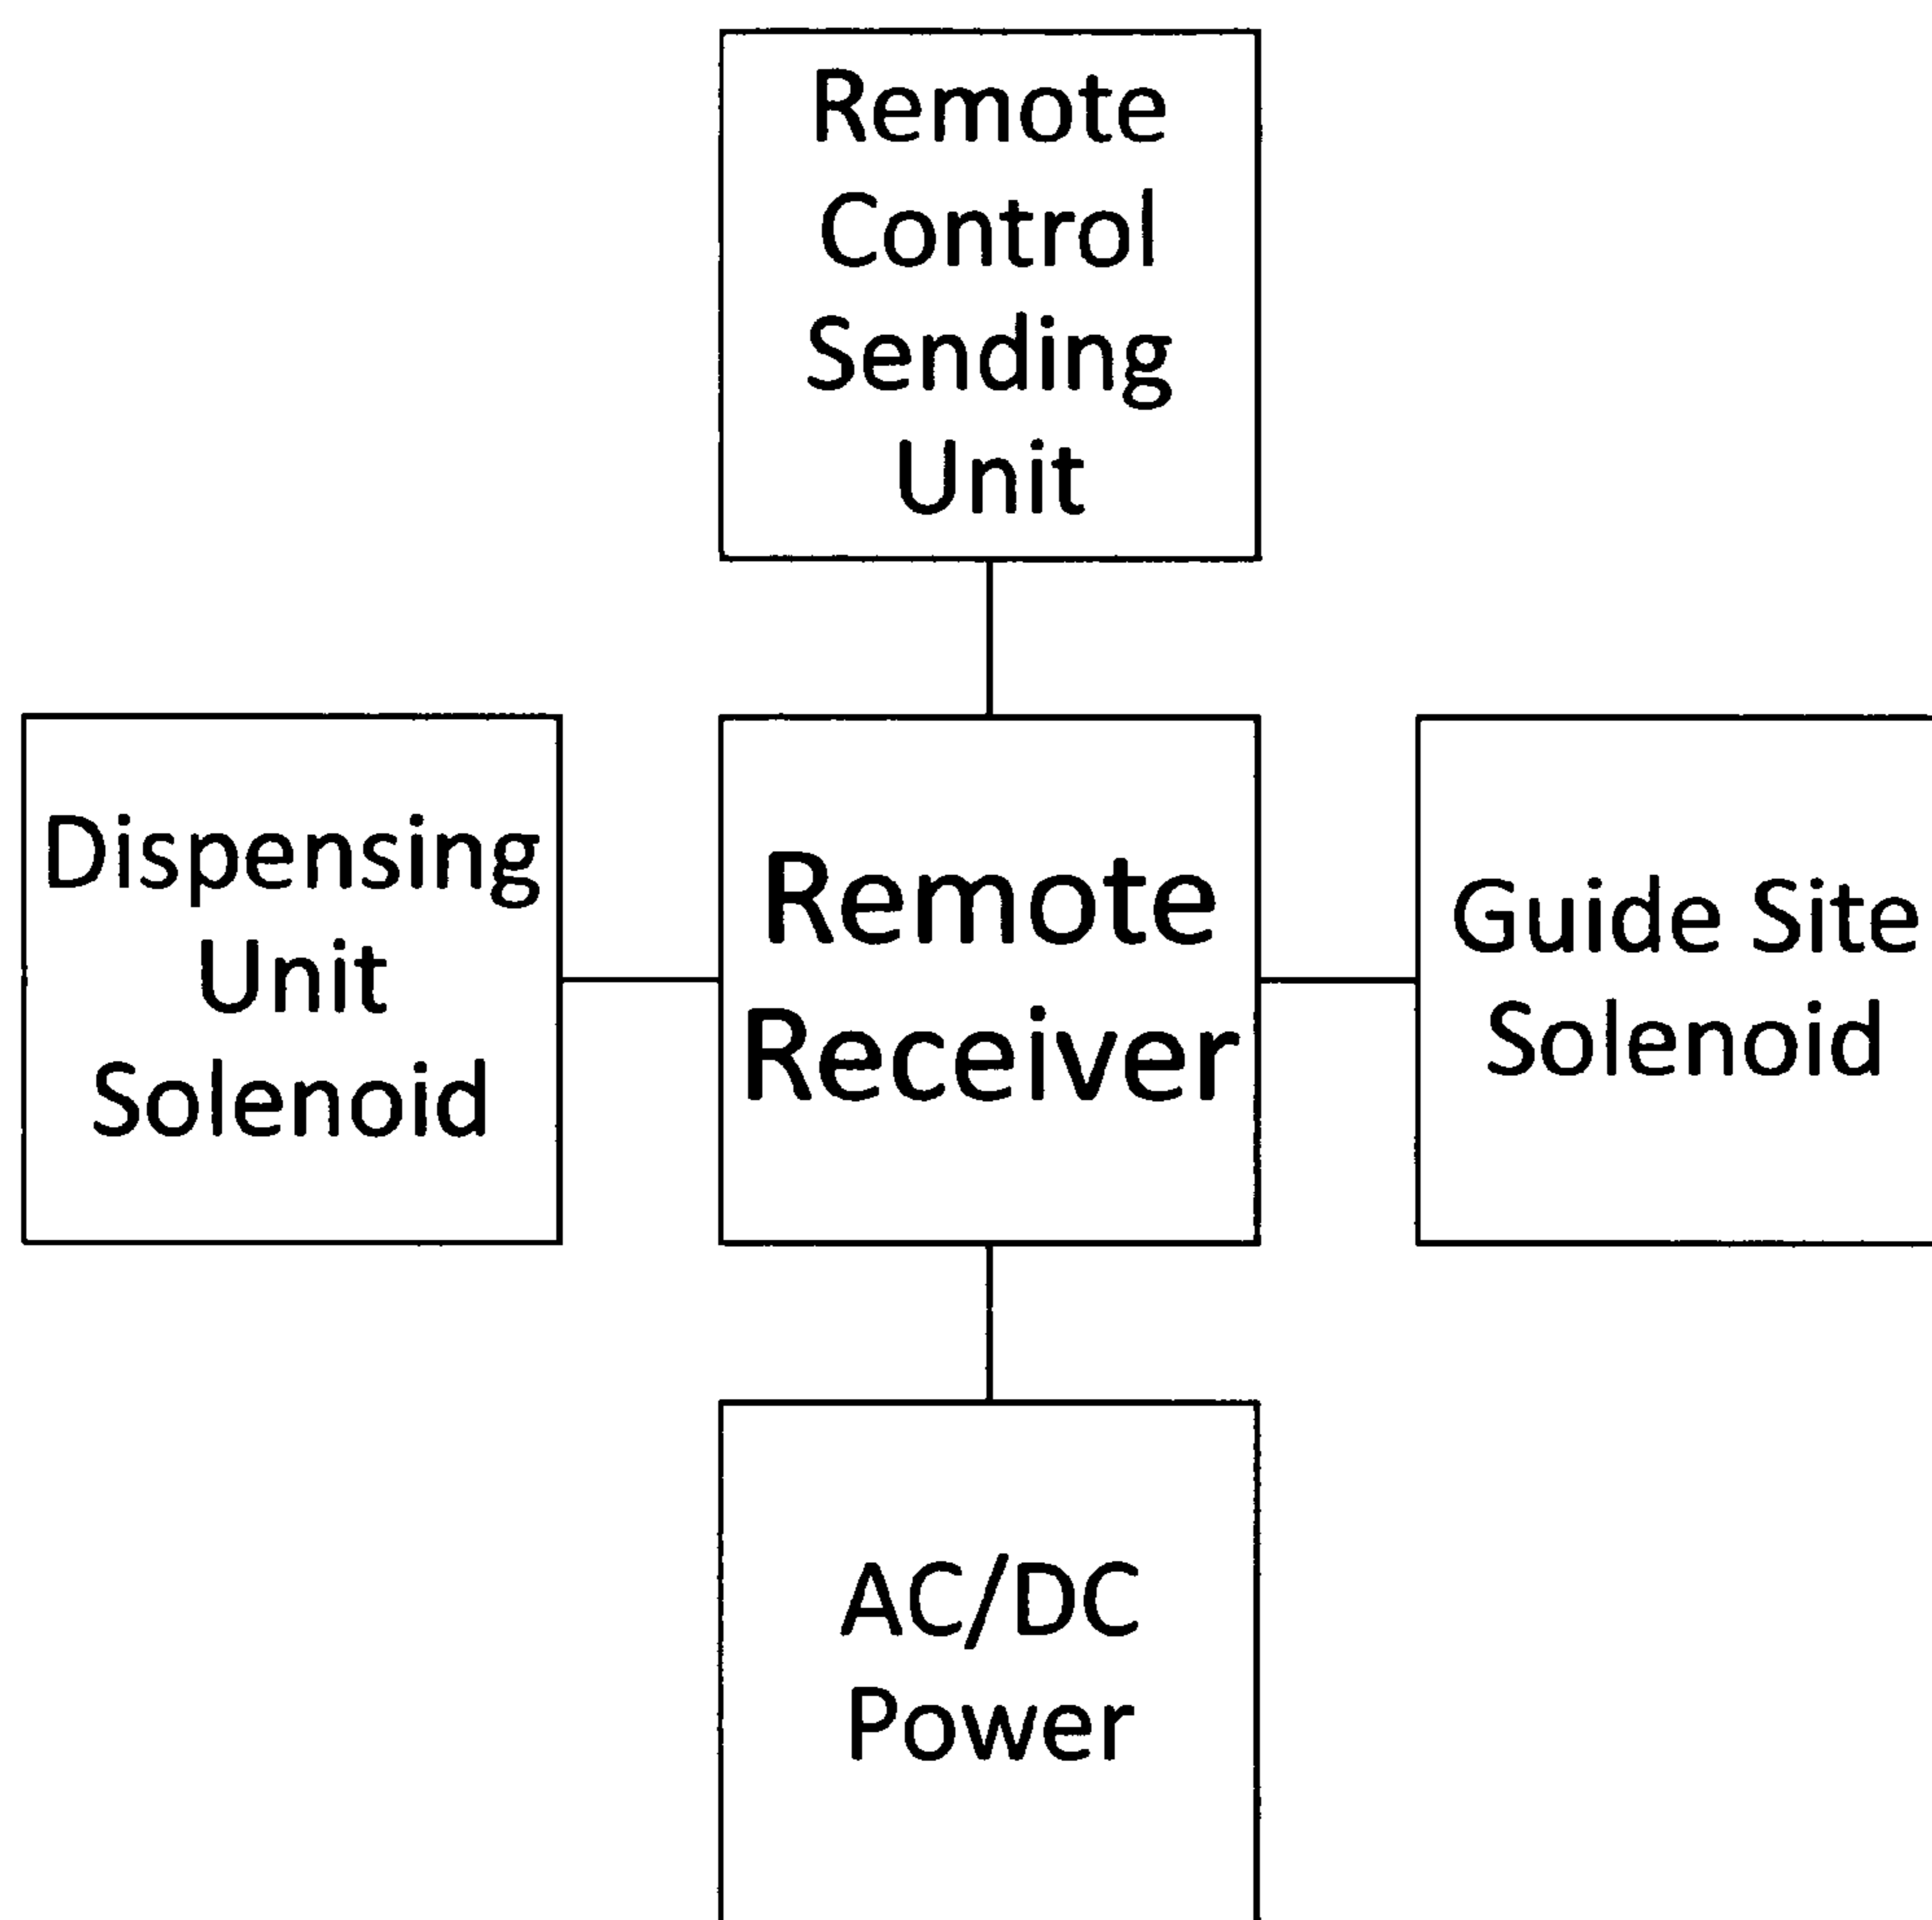 Remote
Control
Sending
Unit
Dispensing
Unit
Solenoid
Remote
Receiver
Guide Site
Solenoid
AC/DC
Power